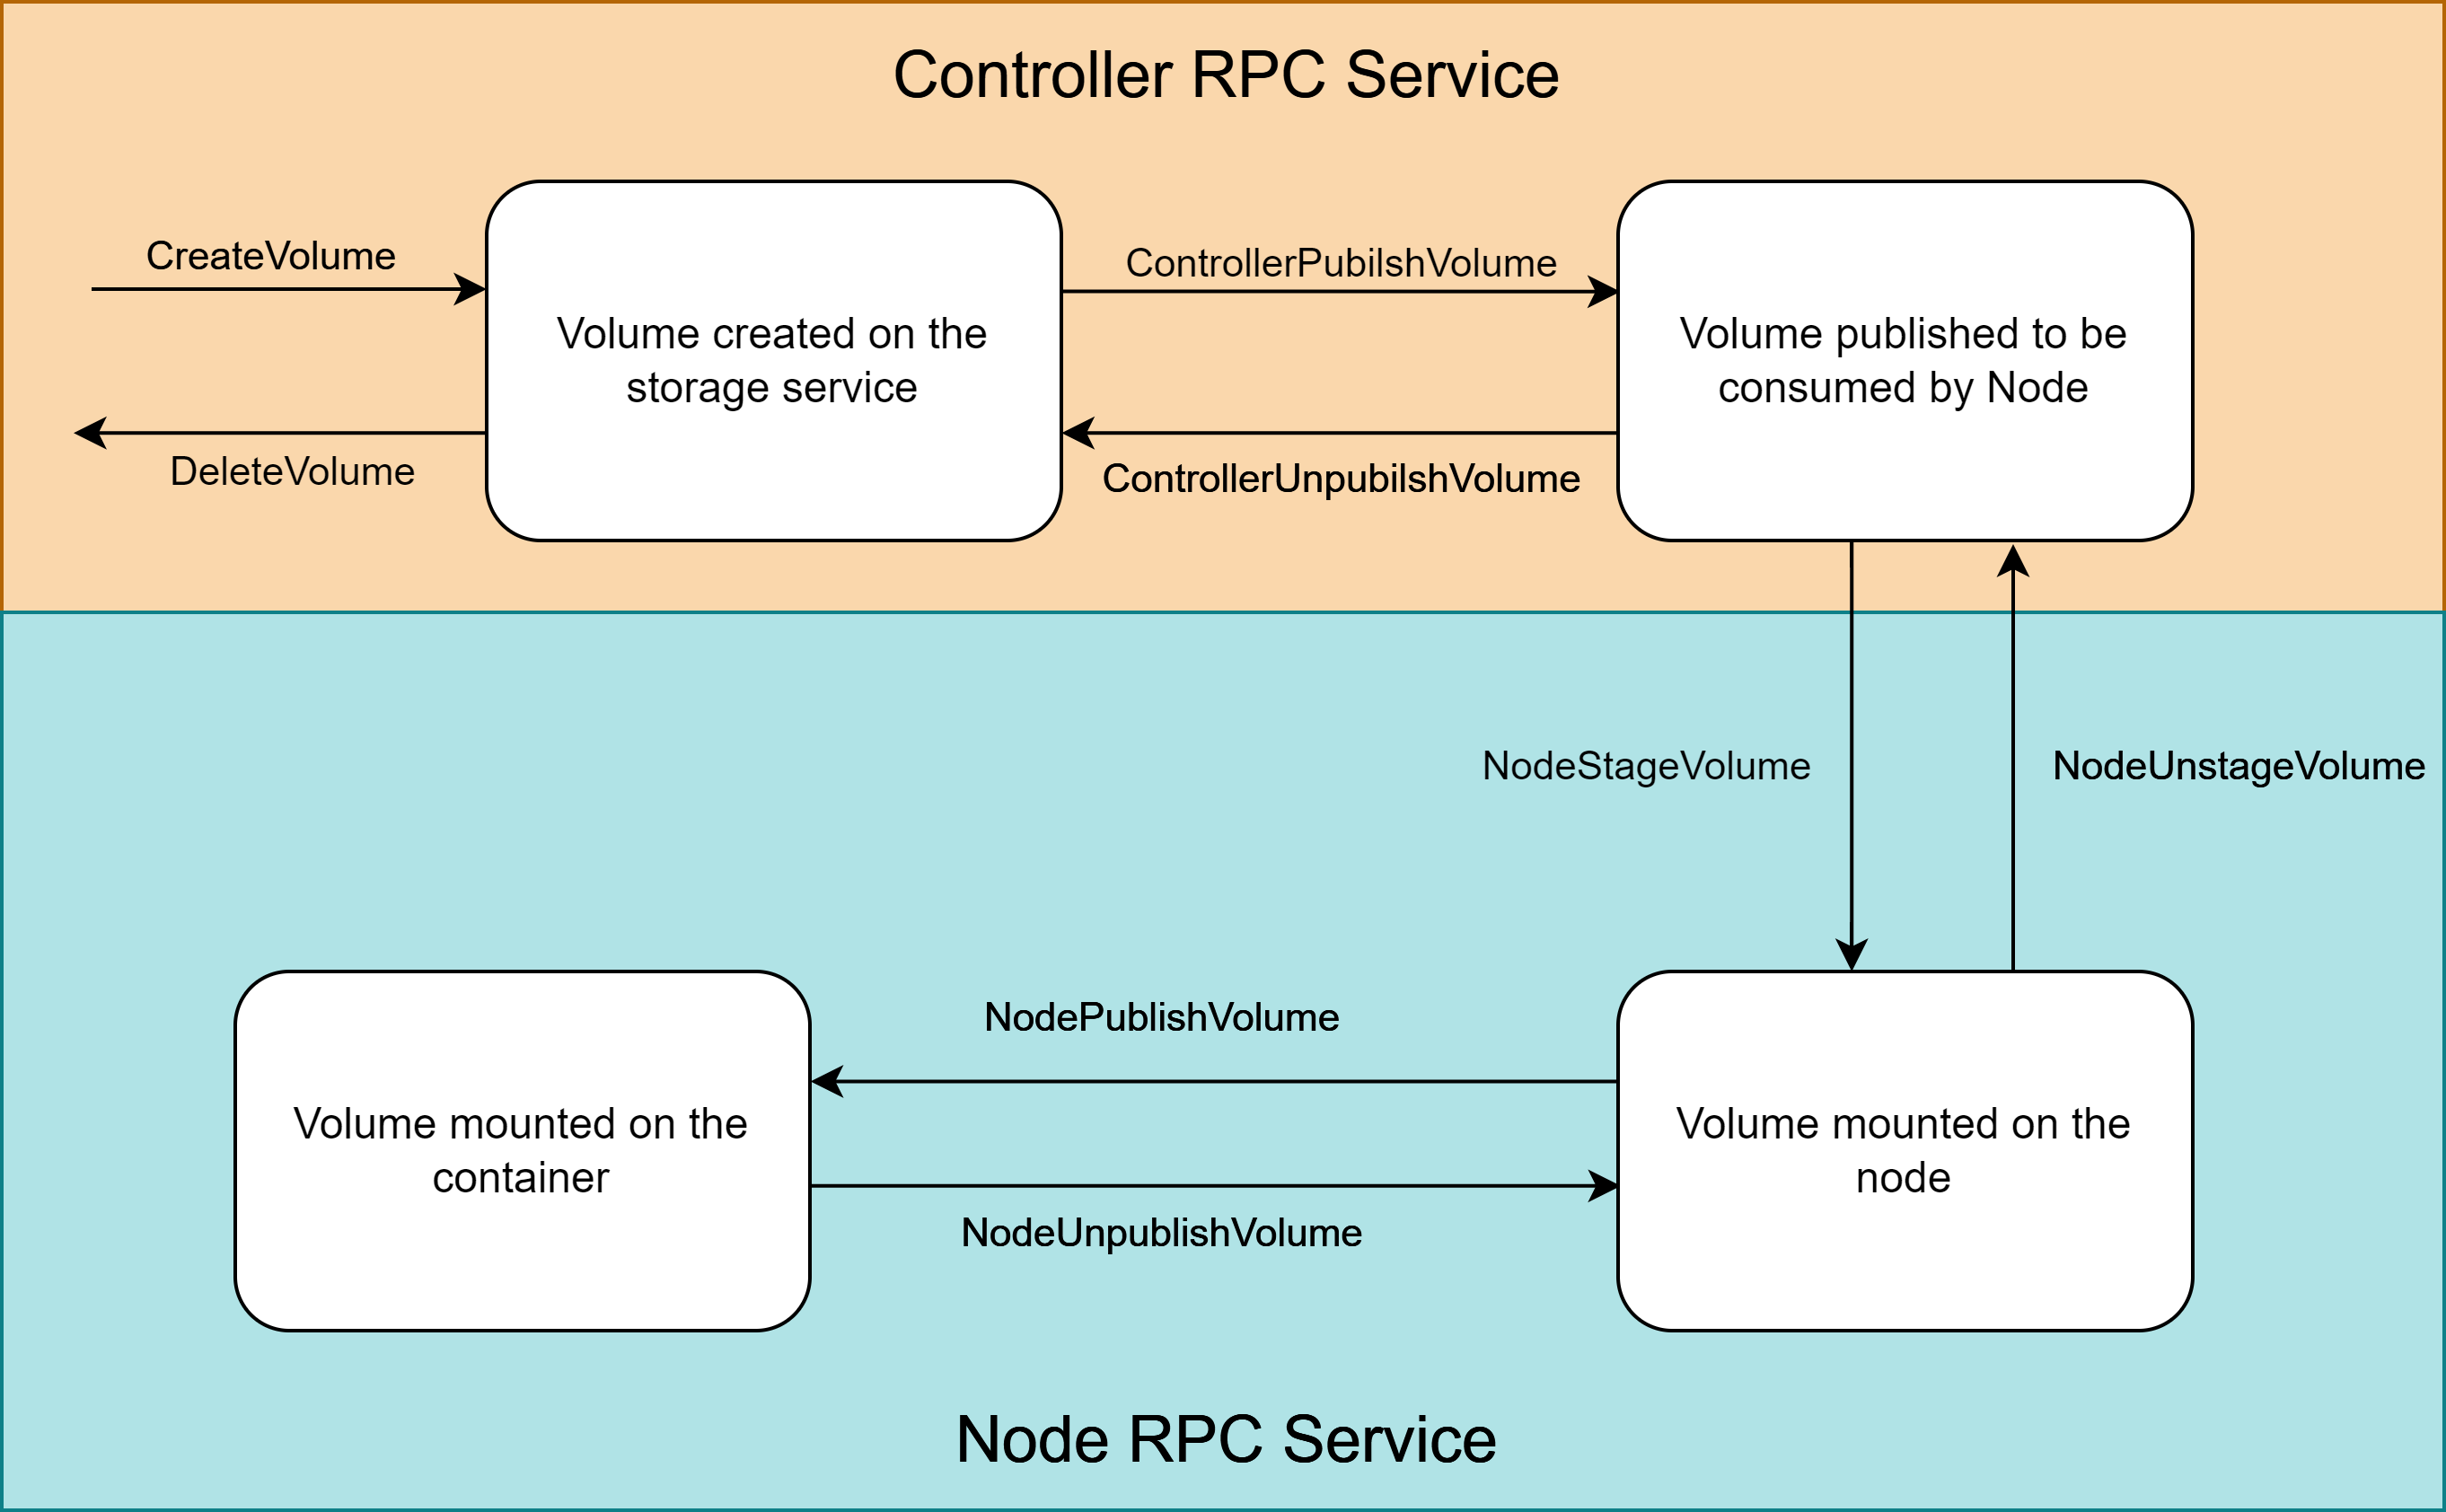 Controller RPC Service
CreateVolume
ControllerPubilshVolume
Volume created on the
storage service
Volume published to be
consumed by Node
DeleteVolume
ControllerUnpubilshVolume
NodeStageVolume
NodeUnstageVolume
NodePublishVolume
Volume mounted on the
container
Volume mounted on the
node
NodeUnpublishVolume
Node RPC Service